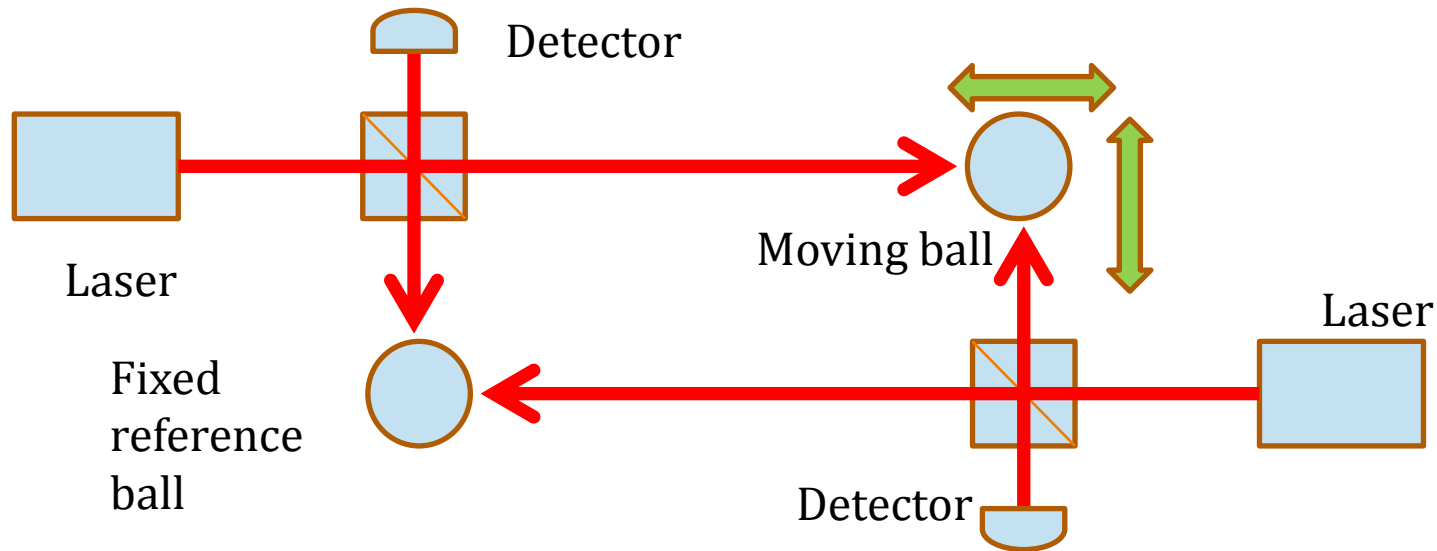 Detector
Laser
Moving ball
Laser
Fixed
reference
ball
Detector